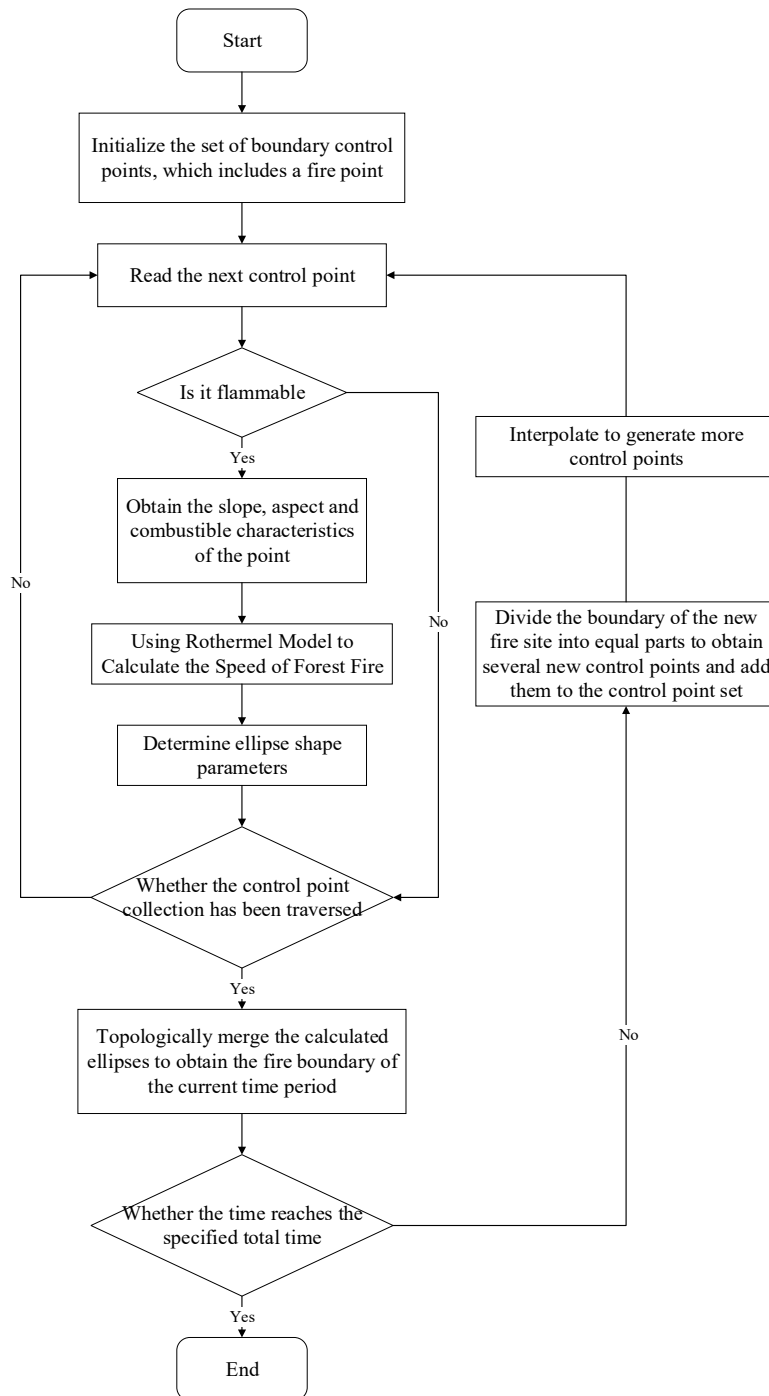 Start
Initialize the set of boundary control
points, which includes a fire point
Read the next control point
Is it flammable
Yes
Interpolate to generate more
control points
Obtain the slope, aspect and
combustible characteristics
of the point
No
No
Using Rothermel Model to
Calculate the Speed of Forest Fire
Divide the boundary of the new
fire site into equal parts to obtain
several new control points and add
them to the control point set
Determine ellipse shape
parameters
Whether the control point
collection has been traversed
Yes
Topologically merge the calculated
ellipses to obtain the fire boundary of
the current time period
No
Whether the time reaches the
specified total time
Yes
End